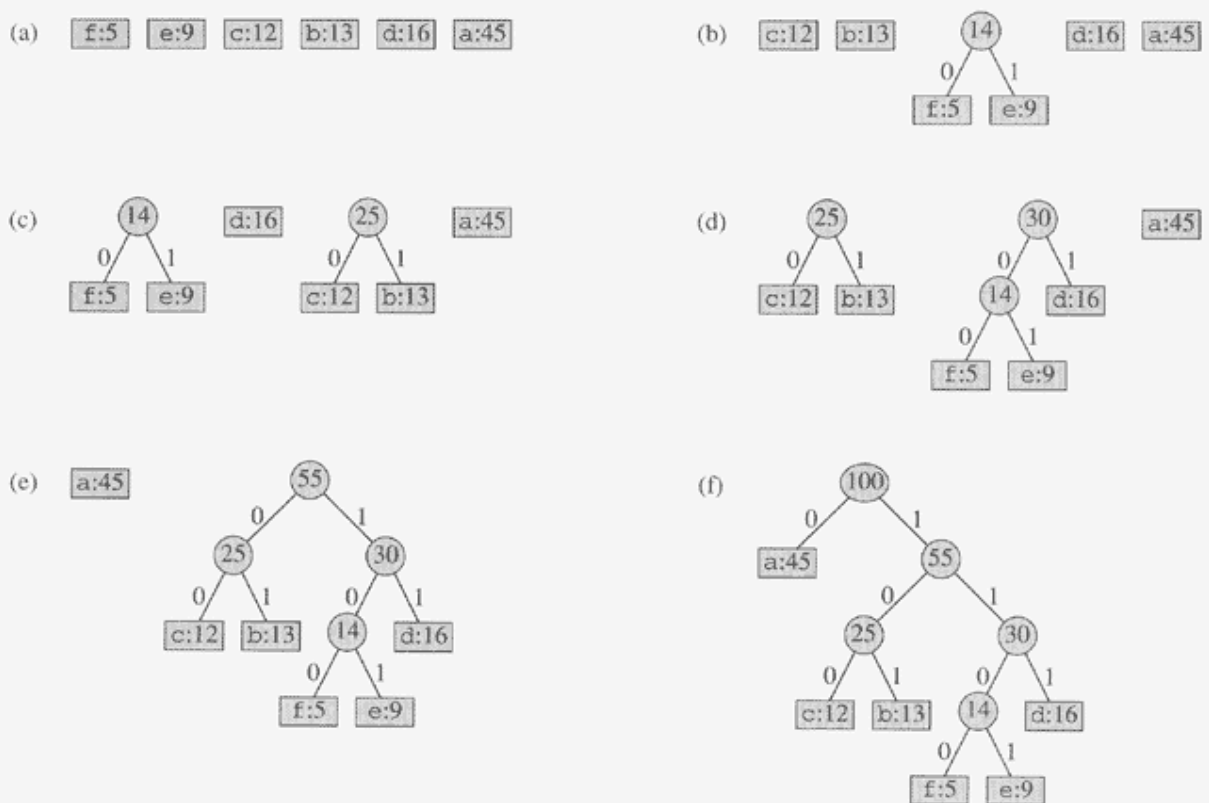 (a) f:5 e:9 c:12 b:13 d:16 a:45
(b) c:12 b:13 14 d:16 a:45
0 1
f:5 e:9
(c) 14 d:16 25 a:45
0 1 0 1
f:5 e:9 c:12 b:13
(d) 25 30 a:45
0 1 0 1
c:12 b:13 14 d:16
0 1
f:5 e:9
(e) a:45 55
0 1
25 30
0 1 0 1
c:12 b:13 14 d:16
0 1
f:5 e:9
(f) 100
0 1
a:45 55
0 1
25 30
0 1 0 1
c:12 b:13 14 d:16
0 1
f:5 e:9